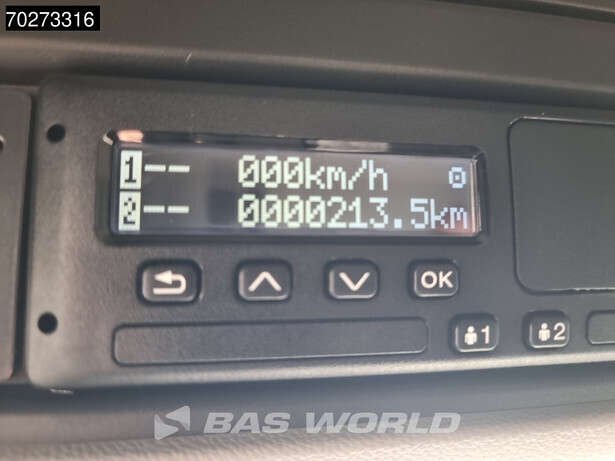 70273316
1-- 000km/h
2-- 0000213.5km
OK
1 2
BAS WORLD